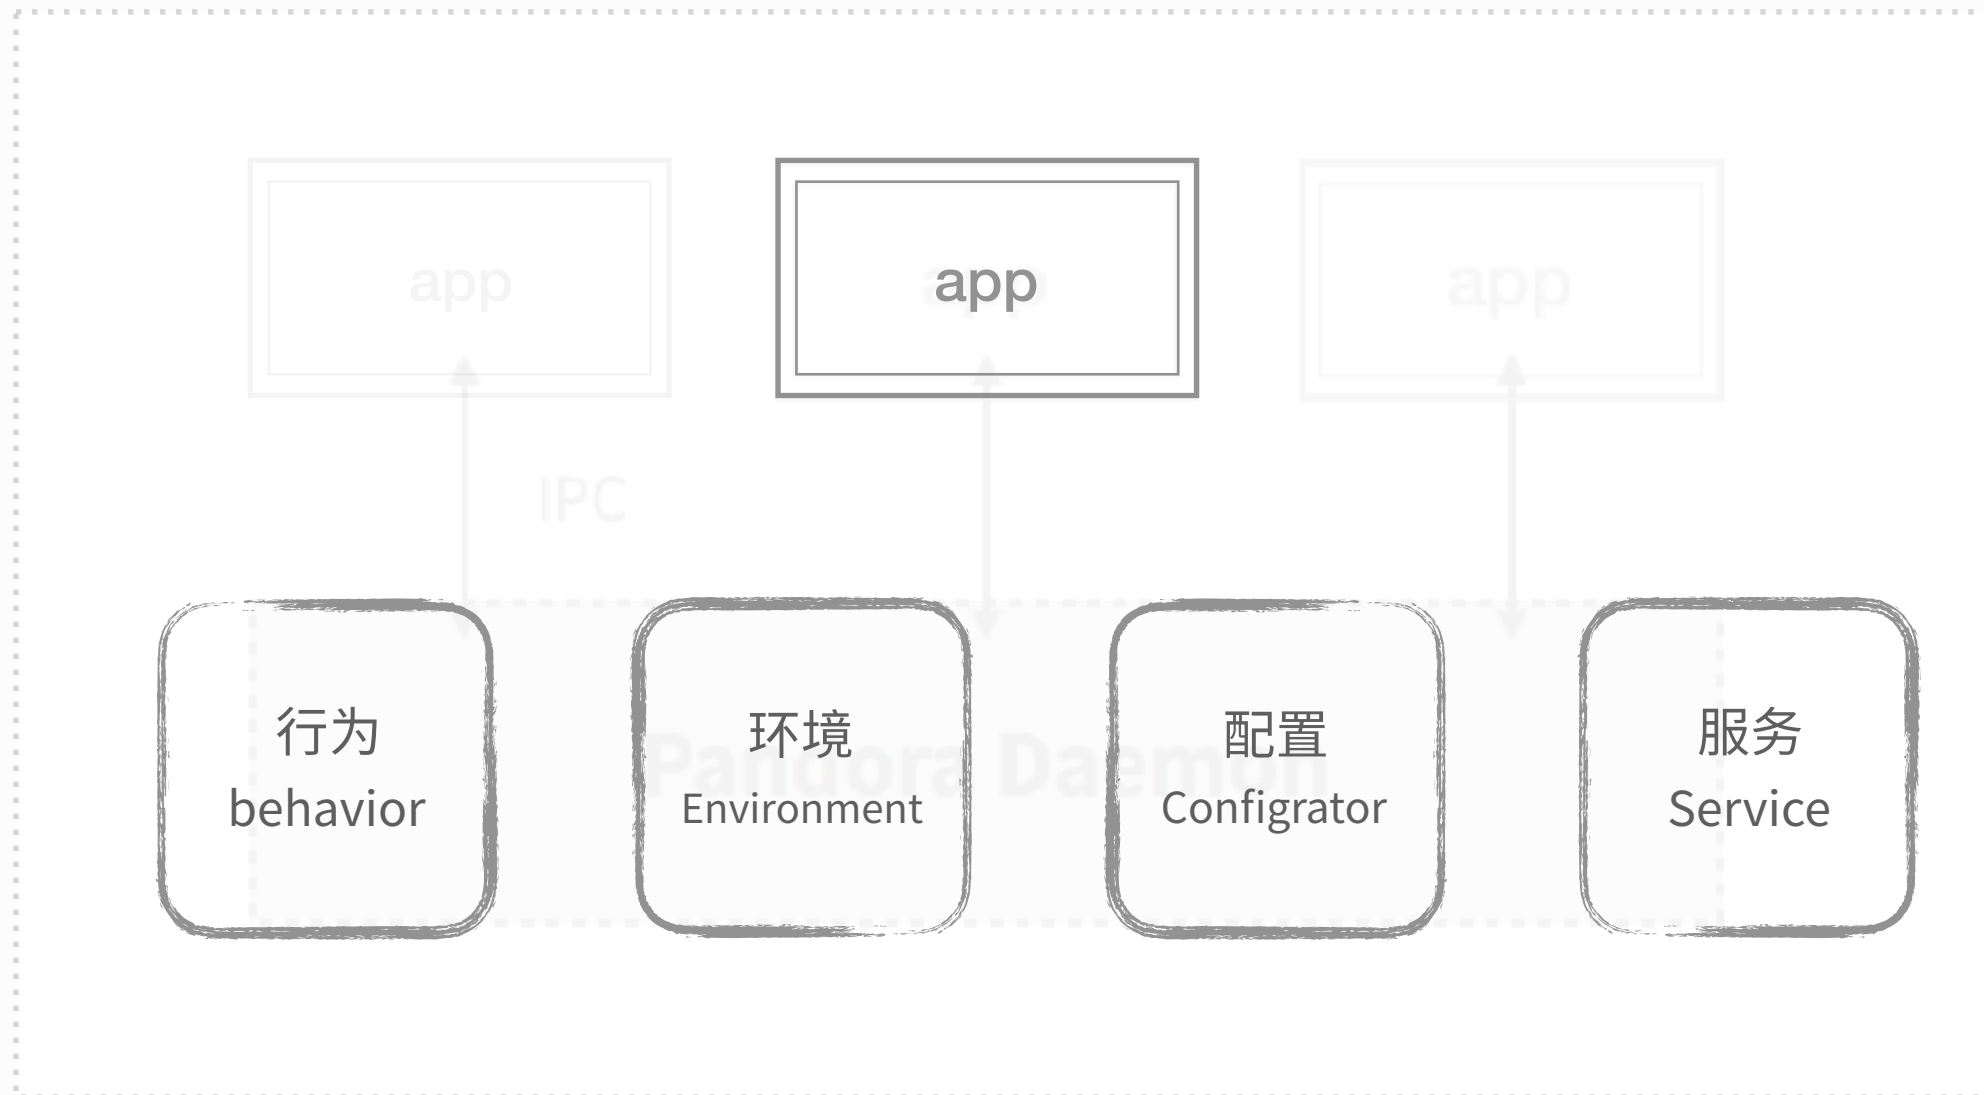 app
app
app
IPC
Pandora Daemon
行为
behavior
环境
Environment
配置
Configrator
服务
Service